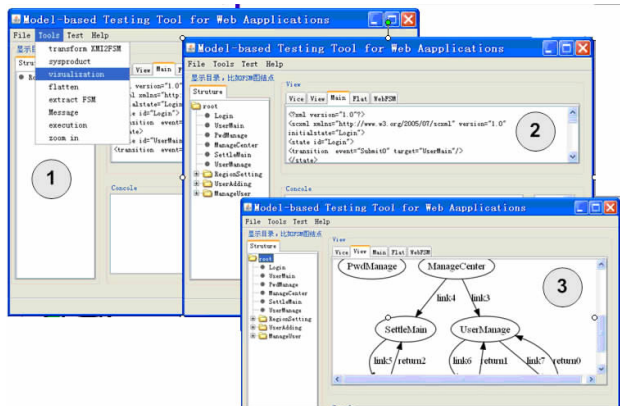 Model-based Testing Tool for Web Aapplications
File Tools Test Help
transform XMI2FSM
sysproduct
visualization
flatten
extract FSM
Message
execution
zoom in
View Main
version="1.0"
Console
1
Model-based Testing Tool for Web Aapplications
File Tools Test Help
显示目录，比如FSM图结点
Struture
root
Login
UserMain
PwdManage
ManageCenter
SettleMain
UserManage
RegionSetting
UserAdding
ManageUser
View
Vice View Main Flat WebFSM
<?xml version="1.0"?>
<scxml xmlns="http://www.w3.org/2005/07/scxml" version="1.0"
initialstate="Login">
<state id="Login">
<transition event="Submit0" target="UserMain"/>
</state>
Console
2
Model-based Testing Tool for Web Aapplications
File Tools Test Help
显示目录，比如FSM图结点
Struture
root
Login
UserMain
PwdManage
ManageCenter
SettleMain
UserManage
RegionSetting
UserAdding
ManageUser
View
Vice View Main Flat WebFSM
PwdManage
ManageCenter
link4 link3
SettleMain
UserManage
link5 return2 link6 return1 link7 return0
3